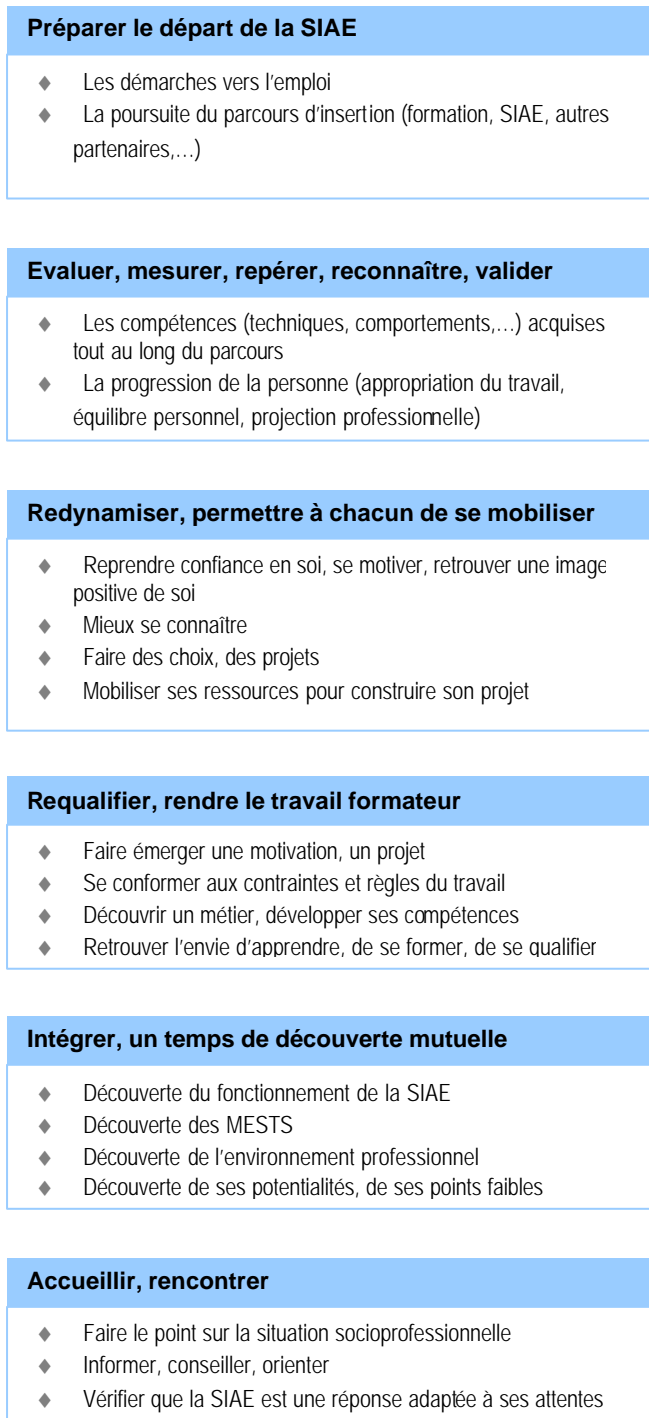 Préparer le départ de la SIAE
♦ Les démarches vers l'emploi
♦ La poursuite du parcours d'insertion (formation, SIAE, autres
partenaires,…)
Evaluer, mesurer, repérer, reconnaître, valider
♦ Les compétences (techniques, comportements,…) acquises
tout au long du parcours
♦ La progression de la personne (appropriation du travail,
équilibre personnel, projection professionnelle)
Redynamiser, permettre à chacun de se mobiliser
♦ Reprendre confiance en soi, se motiver, retrouver une image
positive de soi
♦ Mieux se connaître
♦ Faire des choix, des projets
♦ Mobiliser ses ressources pour construire son projet
Requalifier, rendre le travail formateur
♦ Faire émerger une motivation, un projet
♦ Se conformer aux contraintes et règles du travail
♦ Découvrir un métier, développer ses compétences
♦ Retrouver l'envie d'apprendre, de se former, de se qualifier
Intégrer, un temps de découverte mutuelle
♦ Découverte du fonctionnement de la SIAE
♦ Découverte des MESTS
♦ Découverte de l'environnement professionnel
♦ Découverte de ses potentialités, de ses points faibles
Accueillir, rencontrer
♦ Faire le point sur la situation socioprofessionnelle
♦ Informer, conseiller, orienter
♦ Vérifier que la SIAE est une réponse adaptée à ses attentes